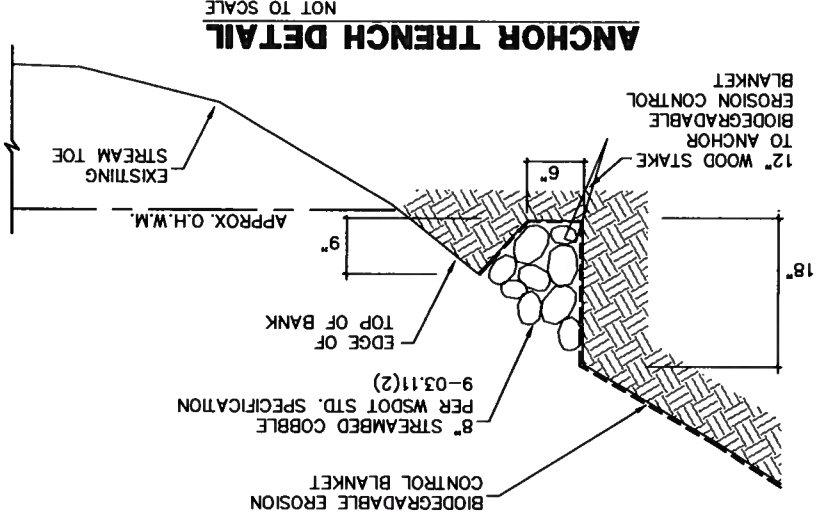 BIODEGRADABLE EROSION
CONTROL BLANKET
8" STREAMBED COBBLE
PER WSDOT STD. SPECIFICATION
9-03.11(2)
EDGE OF
TOP OF BANK
18"
9"
6"
APPROX. O.H.W.M.
12" WOOD STAKE
TO ANCHOR
BIODEGRADABLE
EROSION CONTROL
BLANKET
EXISTIING
STREAM TOE
ANCHOR TRENCH DETAIL
NOT TO SCALE